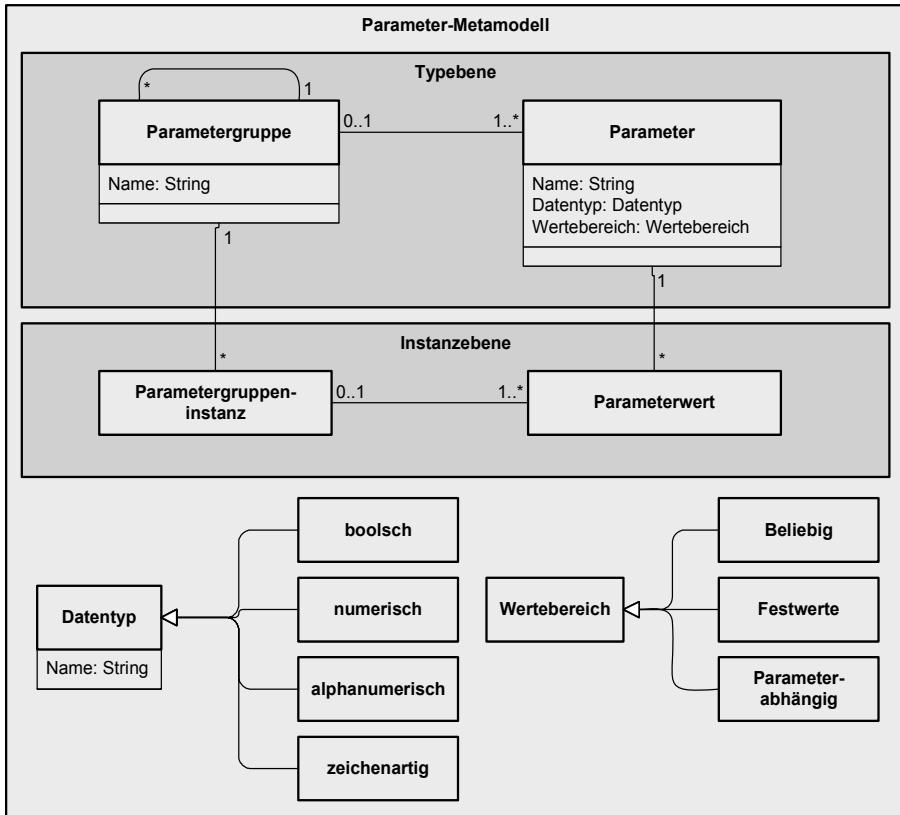 Parameter-Metamodell
Typebene
* 1
Parametergruppe
Name: String
0..1 1..*
Parameter
Name: String
Datentyp: Datentyp
Wertebereich: Wertebereich
1
1
Instanzebene
*
*
Parametergruppen-
instanz
0..1 1..*
Parameterwert
boolsch
Datentyp
Name: String
numerisch
alphanumerisch
zeichenartig
Wertebereich
Beliebig
Festwerte
Parameter-
abhängig